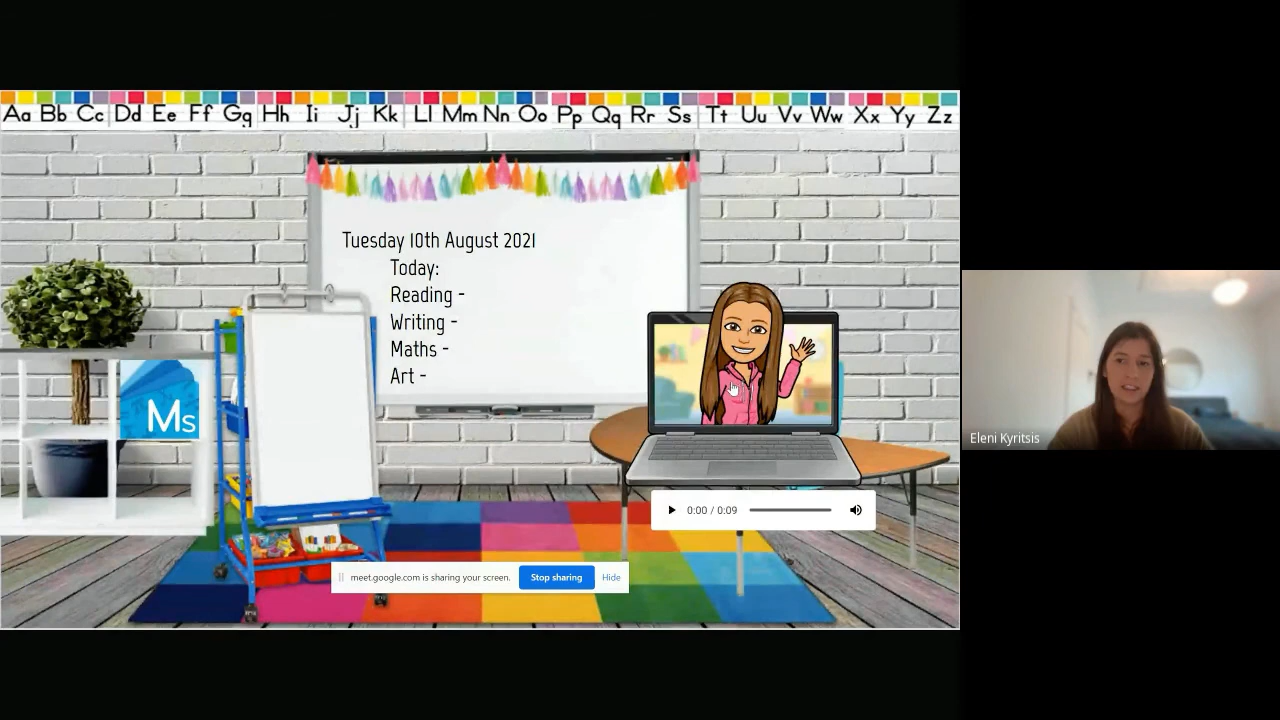 Aa Bb Cc Dd Ee Ff Gg Hh Ii Jj Kk Ll Mm Nn Oo Pp Qq Rr Ss Tt Uu Vv Ww Xx Yy Zz
Tuesday 10th August 2021
Today:
Reading -
Writing -
Maths -
Art -
Ms
Eleni Kyritsis
0:00 / 0:09
meet.google.com is sharing your screen.
Stop sharing
Hide